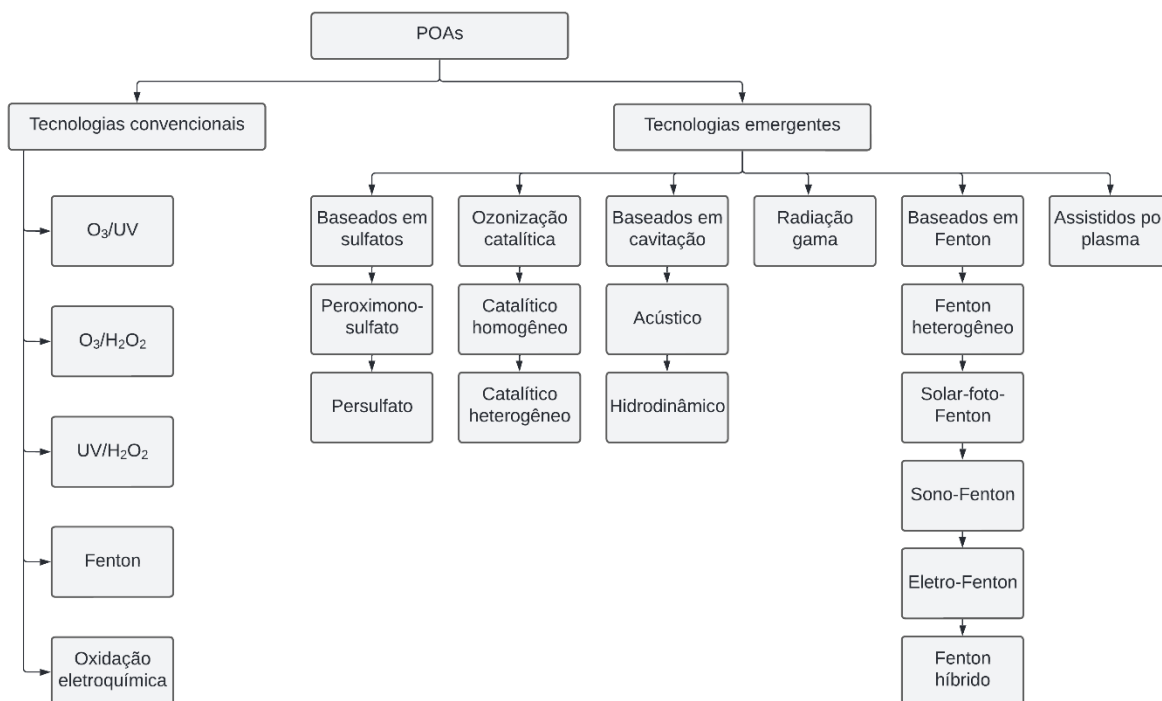 POAs
Tecnologias convencionais
Tecnologias emergentes
O₃/UV
O₃/H₂O₂
UV/H₂O₂
Fenton
Oxidação
eletroquímica
Baseados em
sulfatos
Peroximono-
sulfato
Persulfato
Ozonização
catalítica
Catalítico
homogêneo
Catalítico
heterogêneo
Baseados em
cavitação
Acústico
Hidrodinâmico
Radiação
gama
Baseados em
Fenton
Fenton
heterogêneo
Solar-foto-
Fenton
Sono-Fenton
Eletro-Fenton
Fenton
híbrido
Assistidos po
plasma